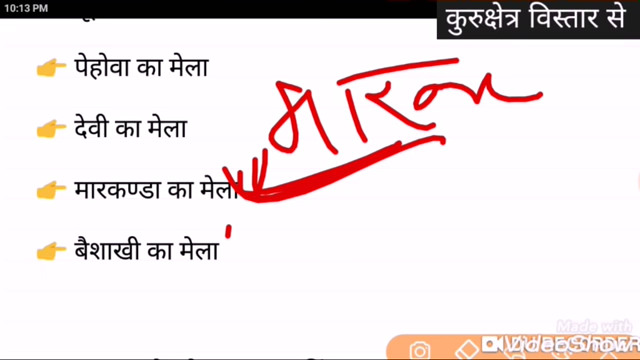 10:13 PM
कुरुक्षेत्र विस्तार से
👉 पेहोवा का मेला
👉 देवी का मेला
👉 मारकण्डा का मेला
👉 बैशाखी का मेला
Made with